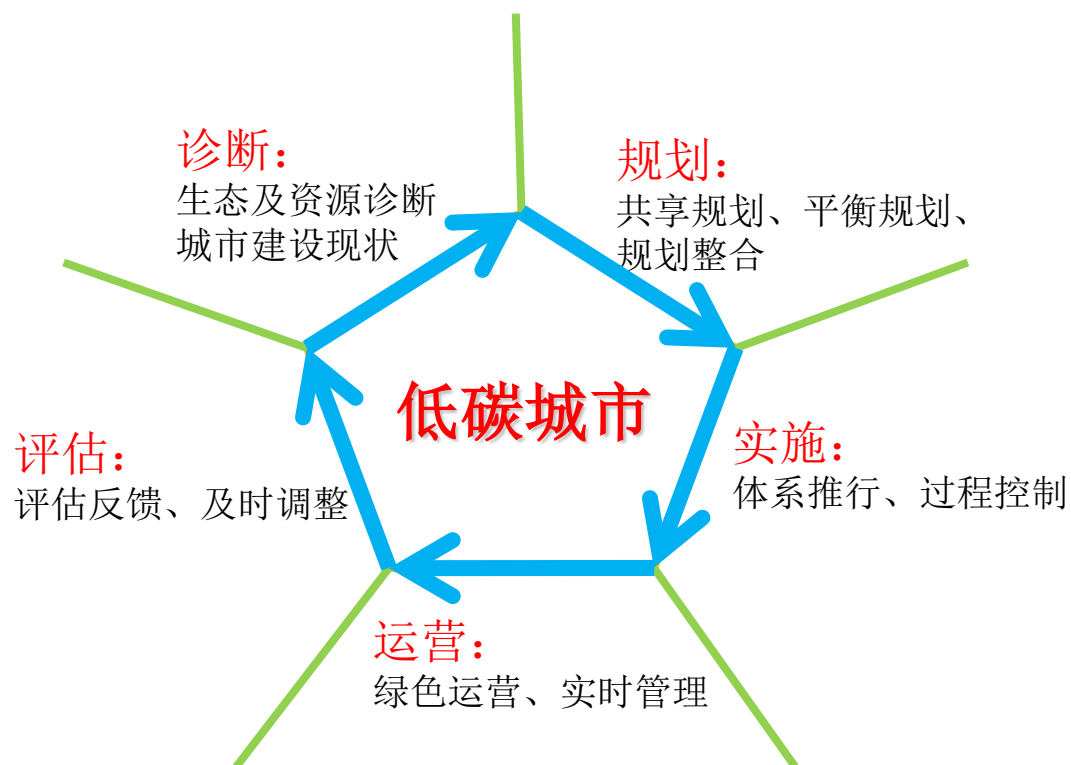 诊断：
生态及资源诊断
城市建设现状
规划：
共享规划、平衡规划、
规划整合
低碳城市
评估：
评估反馈、及时调整
实施：
体系推行、过程控制
运营：
绿色运营、实时管理